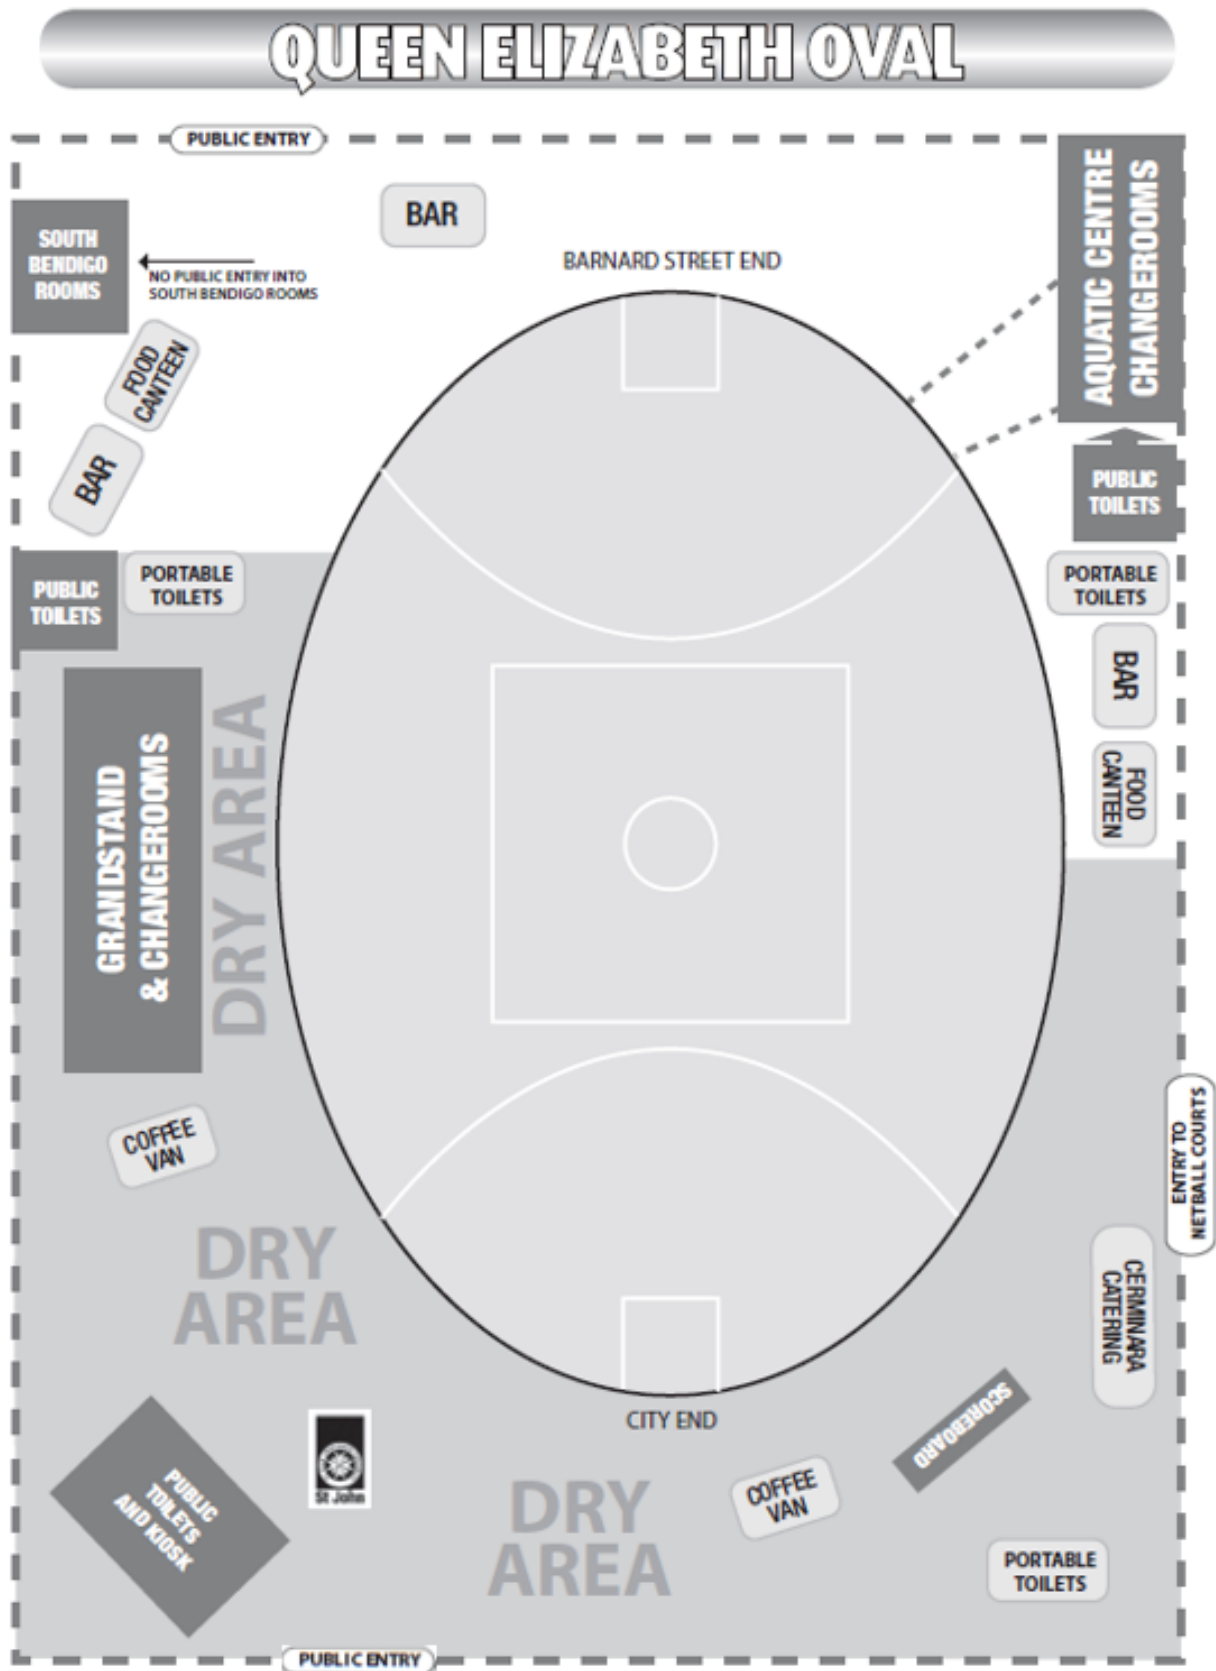 QUEEN ELIZABETH OVAL
PUBLIC ENTRY
SOUTH
BENDIGO
ROOMS
NO PUBLIC ENTRY INTO
SOUTH BENDIGO ROOMS
BAR
BARNARD STREET END
AQUATIC CENTRE
CHANGEROOMS
FOOD
CANTEEN
BAR
PUBLIC
TOILETS
PUBLIC
TOILETS
PORTABLE
TOILETS
PORTABLE
TOILETS
BAR
FOOD
CANTEEN
GRANDSTAND
& CHANGEROOMS
DRY AREA
COFFEE
VAN
ENTRY TO
NETBALL COURTS
DRY
AREA
CERMINARA
CATERING
SCOREBOARD
CITY END
St John
PUBLIC
TOILETS
AND KIOSK
DRY
AREA
COFFEE
VAN
PORTABLE
TOILETS
PUBLIC ENTRY